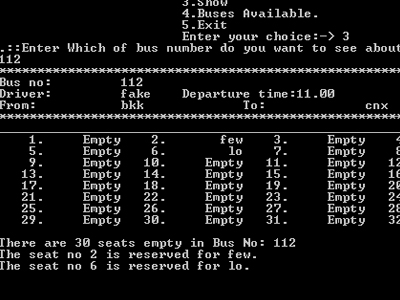 3.Show
4.Buses Available.
5.Exit
Enter your choice:-> 3
.::Enter Which of bus number do you want to see about
112
*****************************************************
Bus no: 112
Driver: fake Departure time:11.00
From: bkk To: cnx
*****************************************************
1. Empty 2. few 3. Empty 4
5. Empty 6. lo 7. Empty 8
9. Empty 10. Empty 11. Empty 12
13. Empty 14. Empty 15. Empty 16
17. Empty 18. Empty 19. Empty 20
21. Empty 22. Empty 23. Empty 24
25. Empty 26. Empty 27. Empty 28
29. Empty 30. Empty 31. Empty 32
There are 30 seats empty in Bus No: 112
The seat no 2 is reserved for few.
The seat no 6 is reserved for lo.